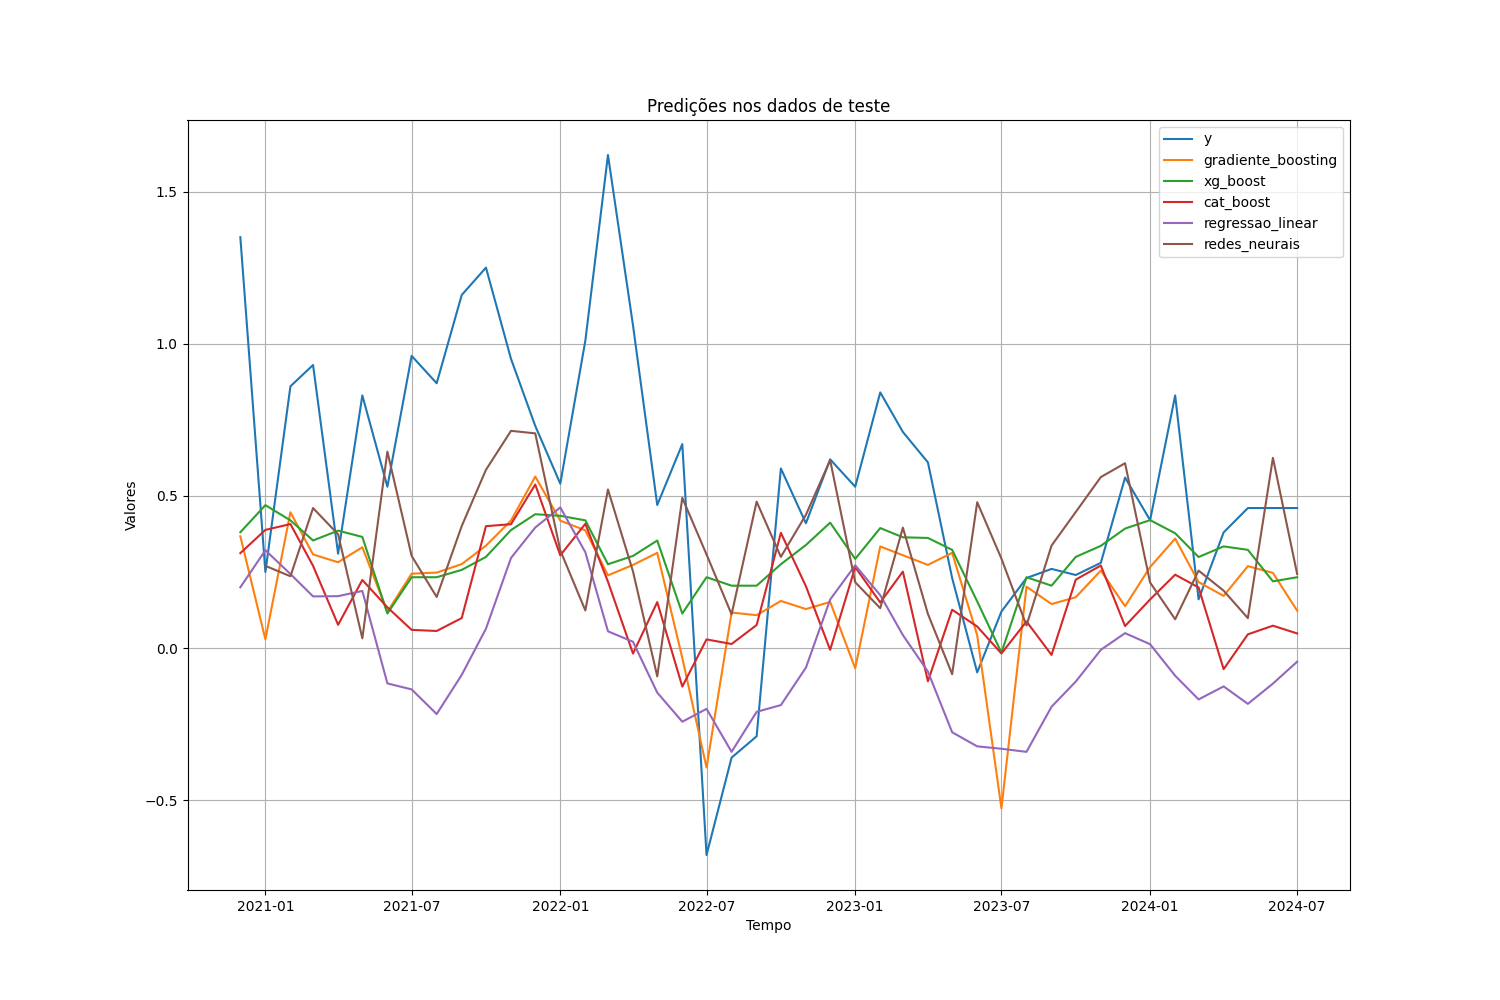 Predições nos dados de teste
y
gradiente_boosting
xg_boost
cat_boost
regressao_linear
redes_neurais
Valores
1.5
1.0
0.5
0.0
−0.5
2021-01 2021-07 2022-01 2022-07 2023-01 2023-07 2024-01 2024-07
Tempo